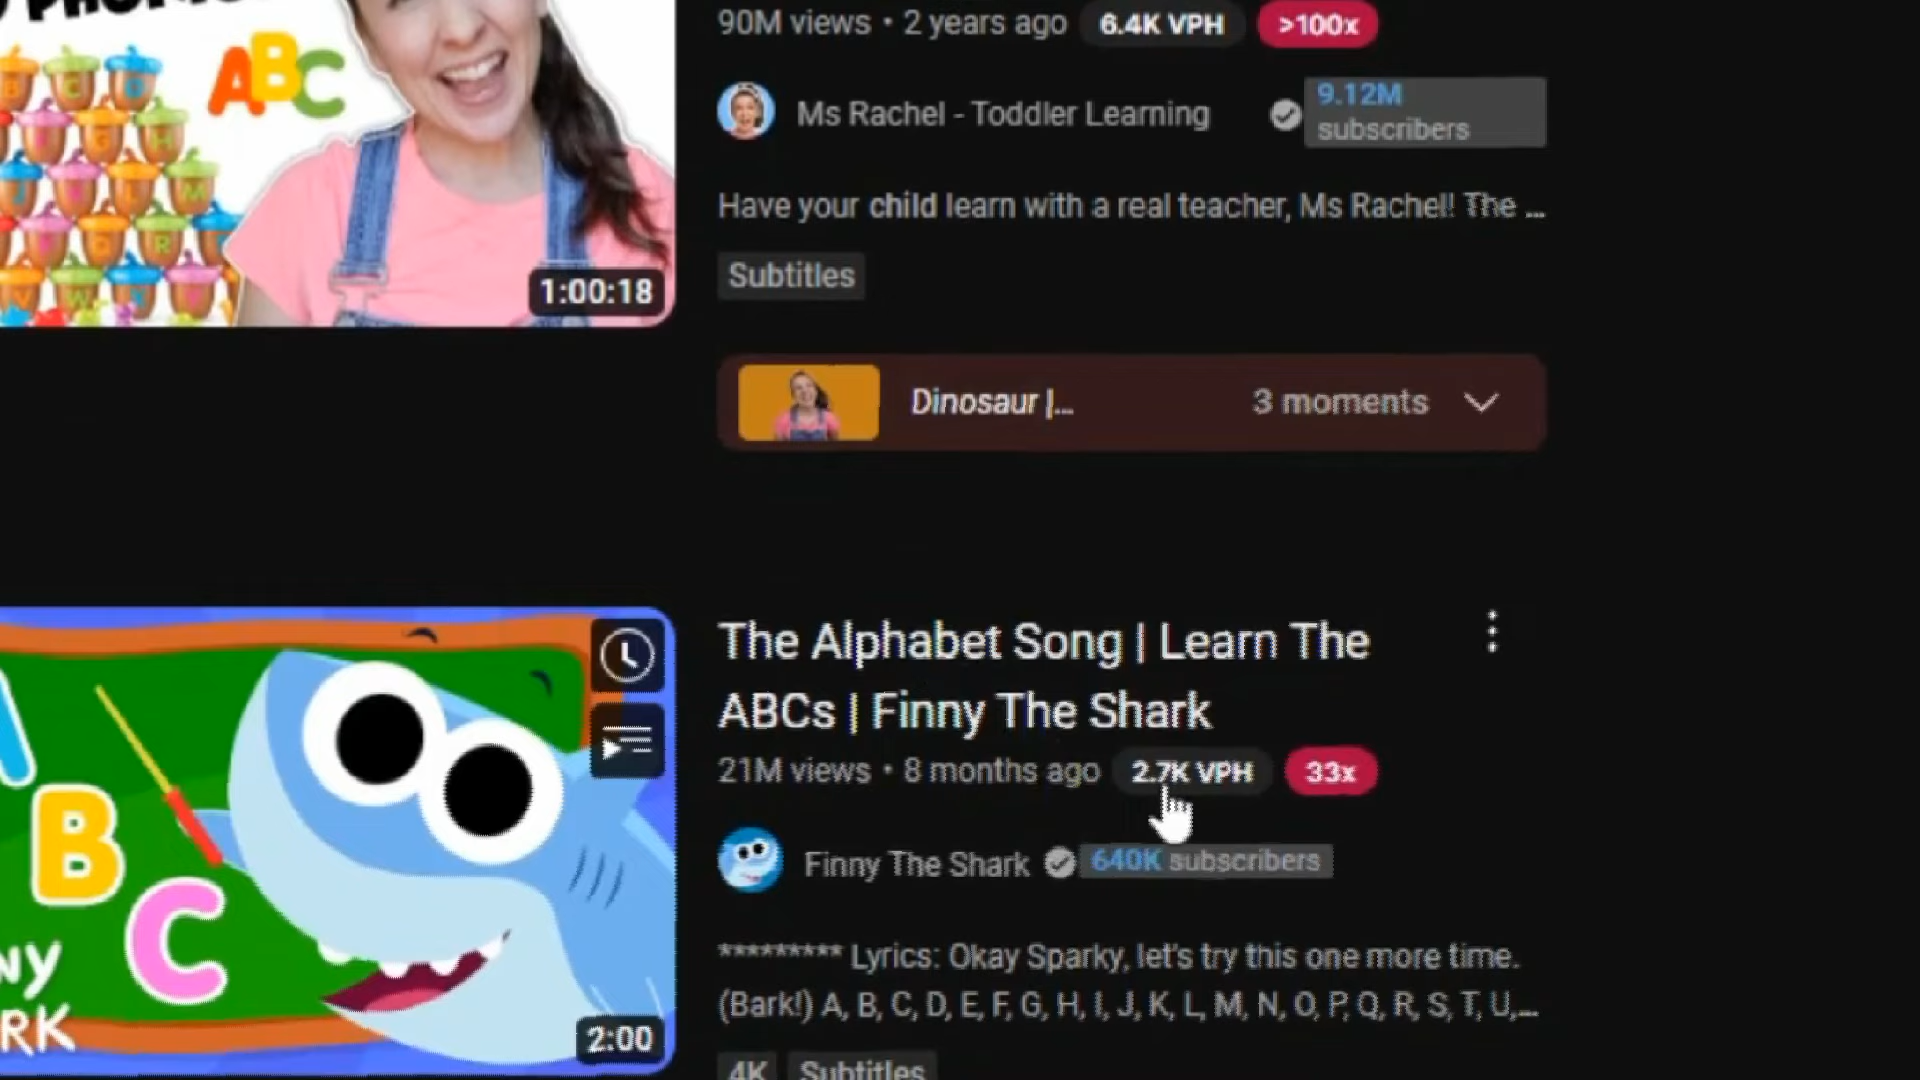 90M views • 2 years ago 6.4K VPH >100x
ABC
Ms Rachel - Toddler Learning 9.12M subscribers
Have your child learn with a real teacher, Ms Rachel! The ...
1:00:18
Subtitles
Dinosaur |... 3 moments
The Alphabet Song | Learn The
ABCs | Finny The Shark
21M views • 8 months ago 2.7K VPH 33x
Finny The Shark 640K subscribers
B
C
********* Lyrics: Okay Sparky, let's try this one more time.
(Bark!) A, B, C, D, E, F, G, H, I, J, K, L, M, N, O, P, Q, R, S, T, U,...
2:00
4K Subtitles